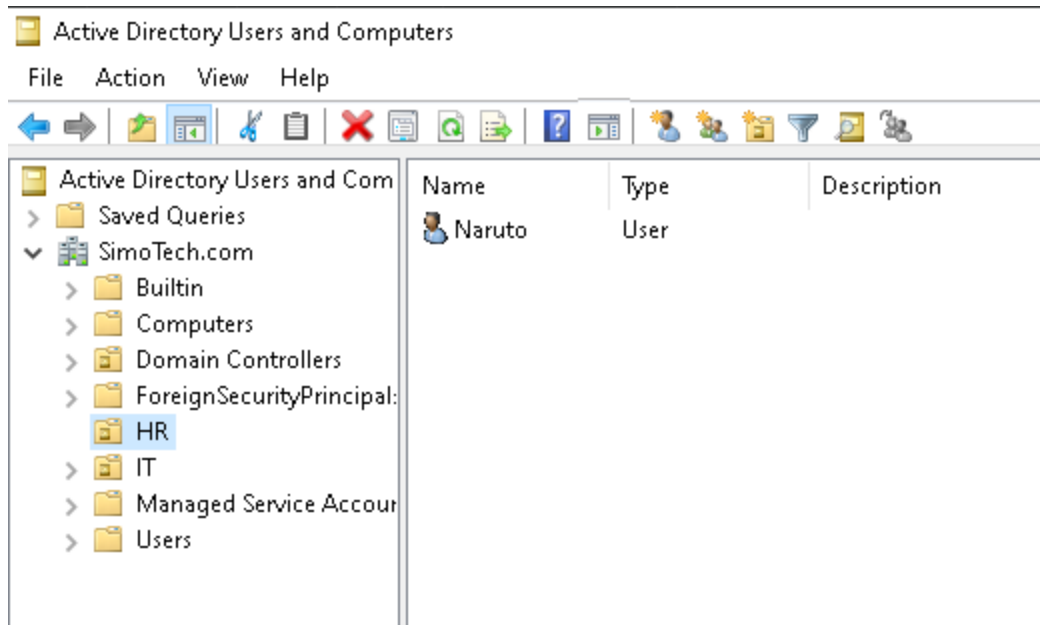 Active Directory Users and Computers
File Action View Help
Active Directory Users and Com
Saved Queries
SimoTech.com
Builtin
Computers
Domain Controllers
ForeignSecurityPrincipal:
HR
IT
Managed Service Accour
Users
Name Type Description
Naruto User